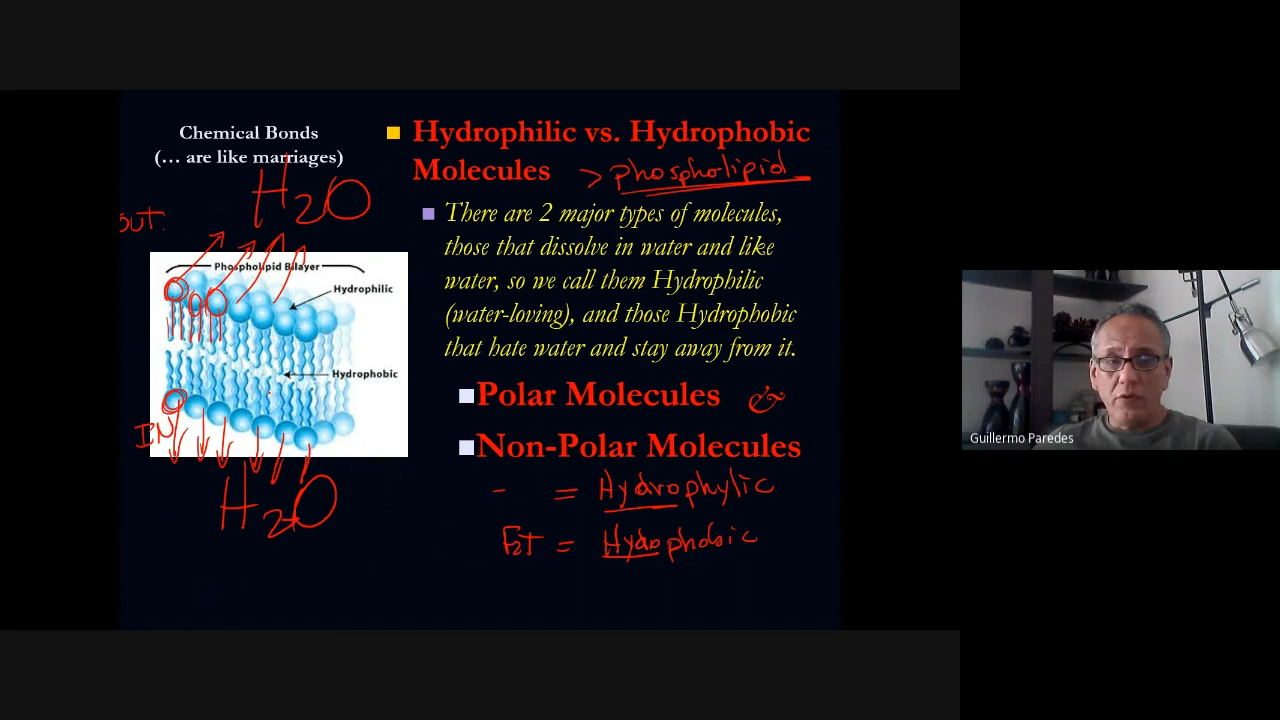 Chemical Bonds
(… are like marriages)
H2O
OUT.
Phospholipid Bilayer
Hydrophilic
Hydrophobic
IN
H2O
Hydrophilic vs. Hydrophobic
Molecules > phospholipid
There are 2 major types of molecules,
those that dissolve in water and like
water, so we call them Hydrophilic
(water-loving), and those Hydrophobic
that hate water and stay away from it.
Polar Molecules &
Non-Polar Molecules
- = Hydrophylic
FaT = Hydrophobic
Guillermo Paredes